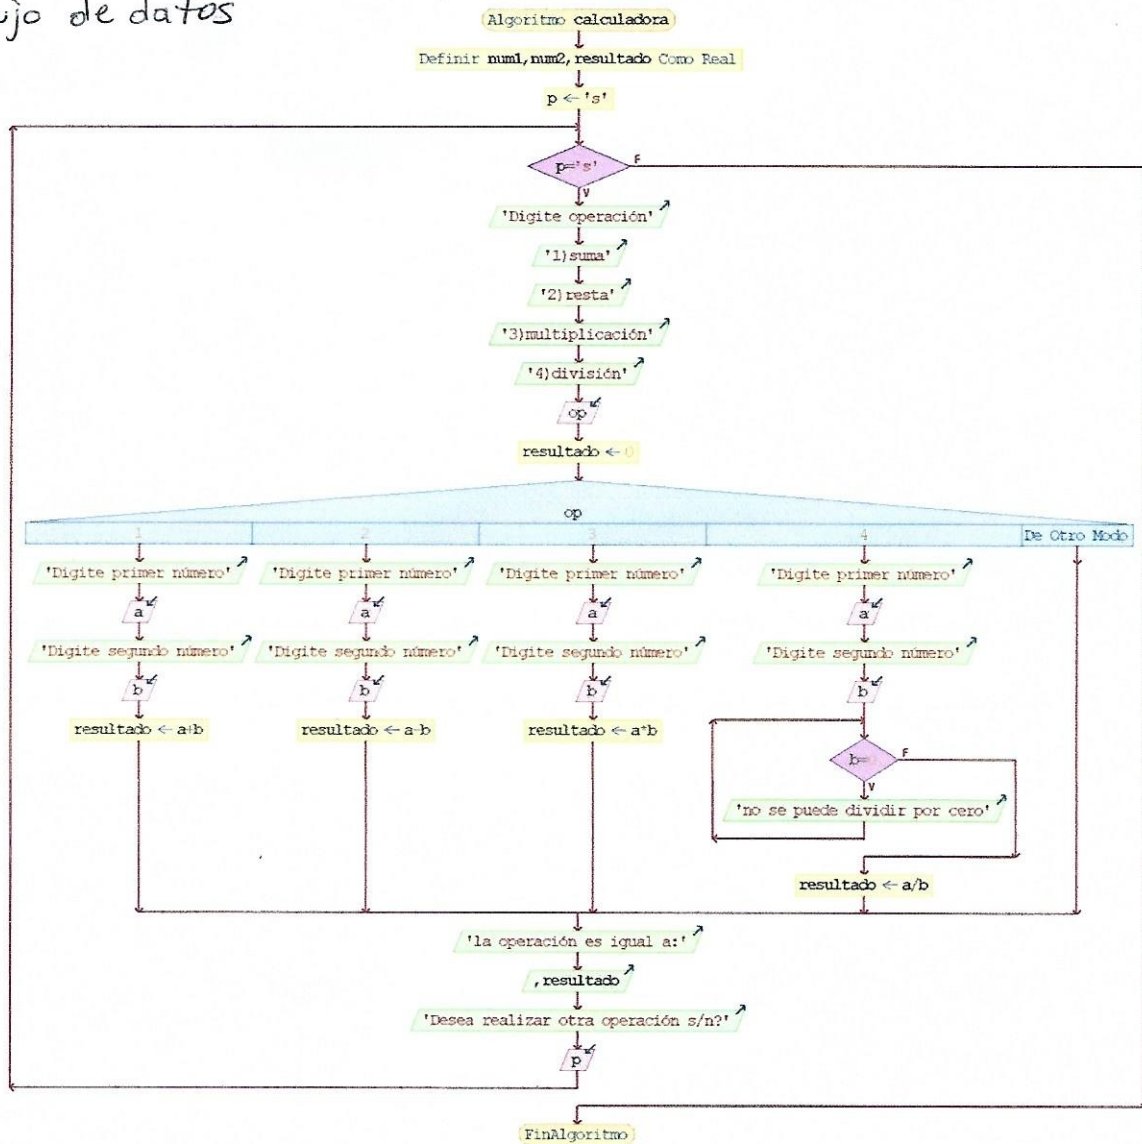 de datos
Algoritmo calculadora
Definir num1,num2,resultado Como Real
p ← 's'
p='s'
F
V
'Digite operación'
'1)suma'
'2)resta'
'3)multiplicación'
'4)división'
op
resultado ← 0
op
1 2 3 4 De Otro Modo
'Digite primer número' 'Digite primer número' 'Digite primer número' 'Digite primer número'
a a a a
'Digite segundo número' 'Digite segundo número' 'Digite segundo número' 'Digite segundo número'
b b b b
resultado ← a+b resultado ← a-b resultado ← a*b
b=0
F
V
'no se puede dividir por cero'
resultado ← a/b
'la operación es igual a:'
,resultado
'Desea realizar otra operación s/n?'
p
FinAlgoritmo